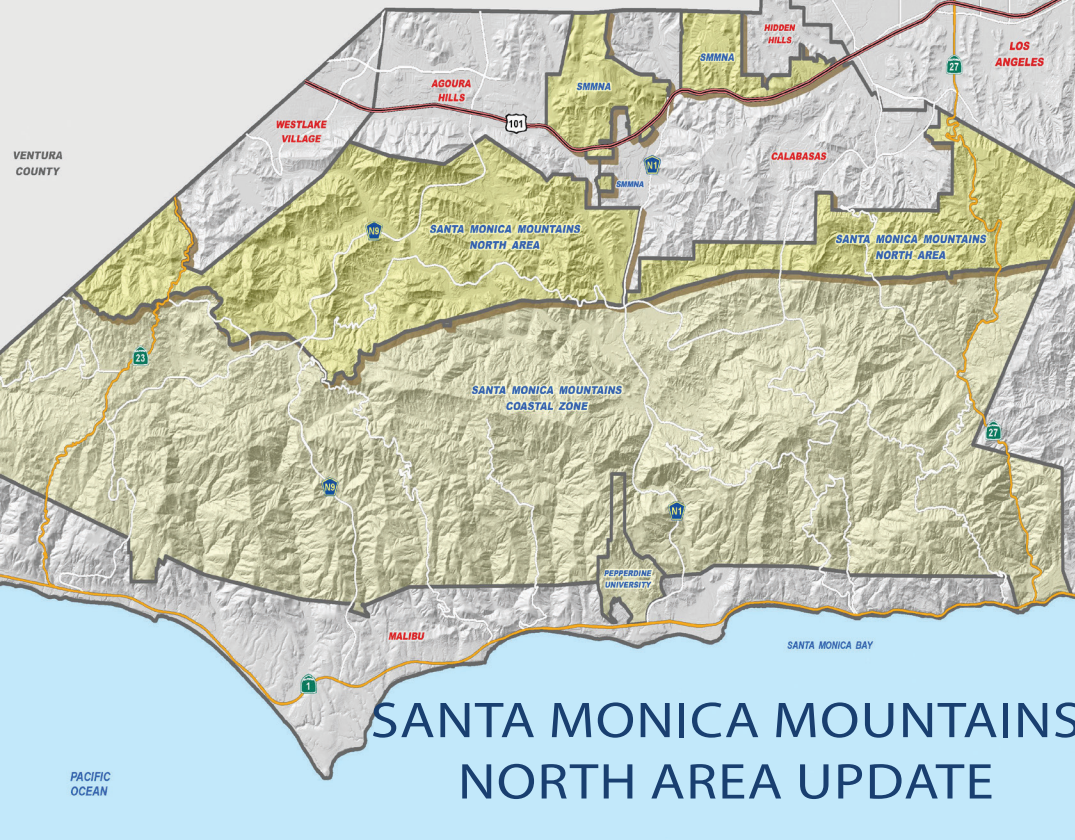 HIDDEN
HILLS
LOS
ANGELES
27
SMMNA
SMMNA
AGOURA
HILLS
101
WESTLAKE
VILLAGE
VENTURA
COUNTY
CALABASAS
N1
SMMNA
N9
SANTA MONICA MOUNTAINS
NORTH AREA
SANTA MONICA MOUNTAINS
NORTH AREA
23
SANTA MONICA MOUNTAINS
COASTAL ZONE
27
N9
N1
PEPPERDINE
UNIVERSITY
MALIBU
SANTA MONICA BAY
1
SANTA MONICA MOUNTAINS
NORTH AREA UPDATE
PACIFIC
OCEAN